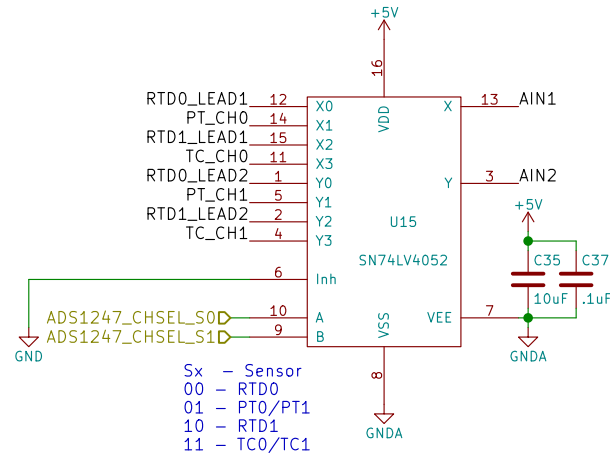 +5V
16
VDD
RTD0_LEAD1 12 X0
PT_CH0 14 X1
RTD1_LEAD1 15 X2
TC_CH0 11 X3
RTD0_LEAD2 1 Y0
PT_CH1 5 Y1
RTD1_LEAD2 2 Y2
TC_CH1 4 Y3
X 13 AIN1
Y 3 AIN2
U15
SN74LV4052
+5V
C35 C37
10uF .1uF
6 Inh
ADS1247_CHSEL_S0 10 A
ADS1247_CHSEL_S1 9 B
VEE 7
VSS
8
GND
GNDA
GNDA
Sx – Sensor
00 – RTD0
01 – PT0/PT1
10 – RTD1
11 – TC0/TC1